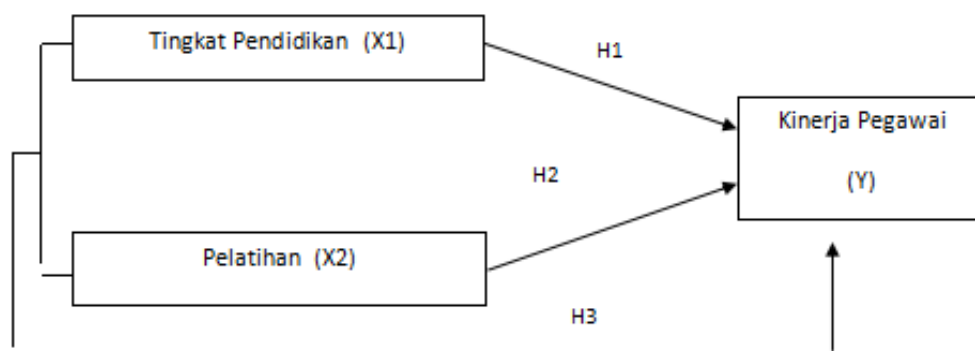 Tingkat Pendidikan (X1)
H1
Kinerja Pegawai
(Y)
H2
Pelatihan (X2)
H3